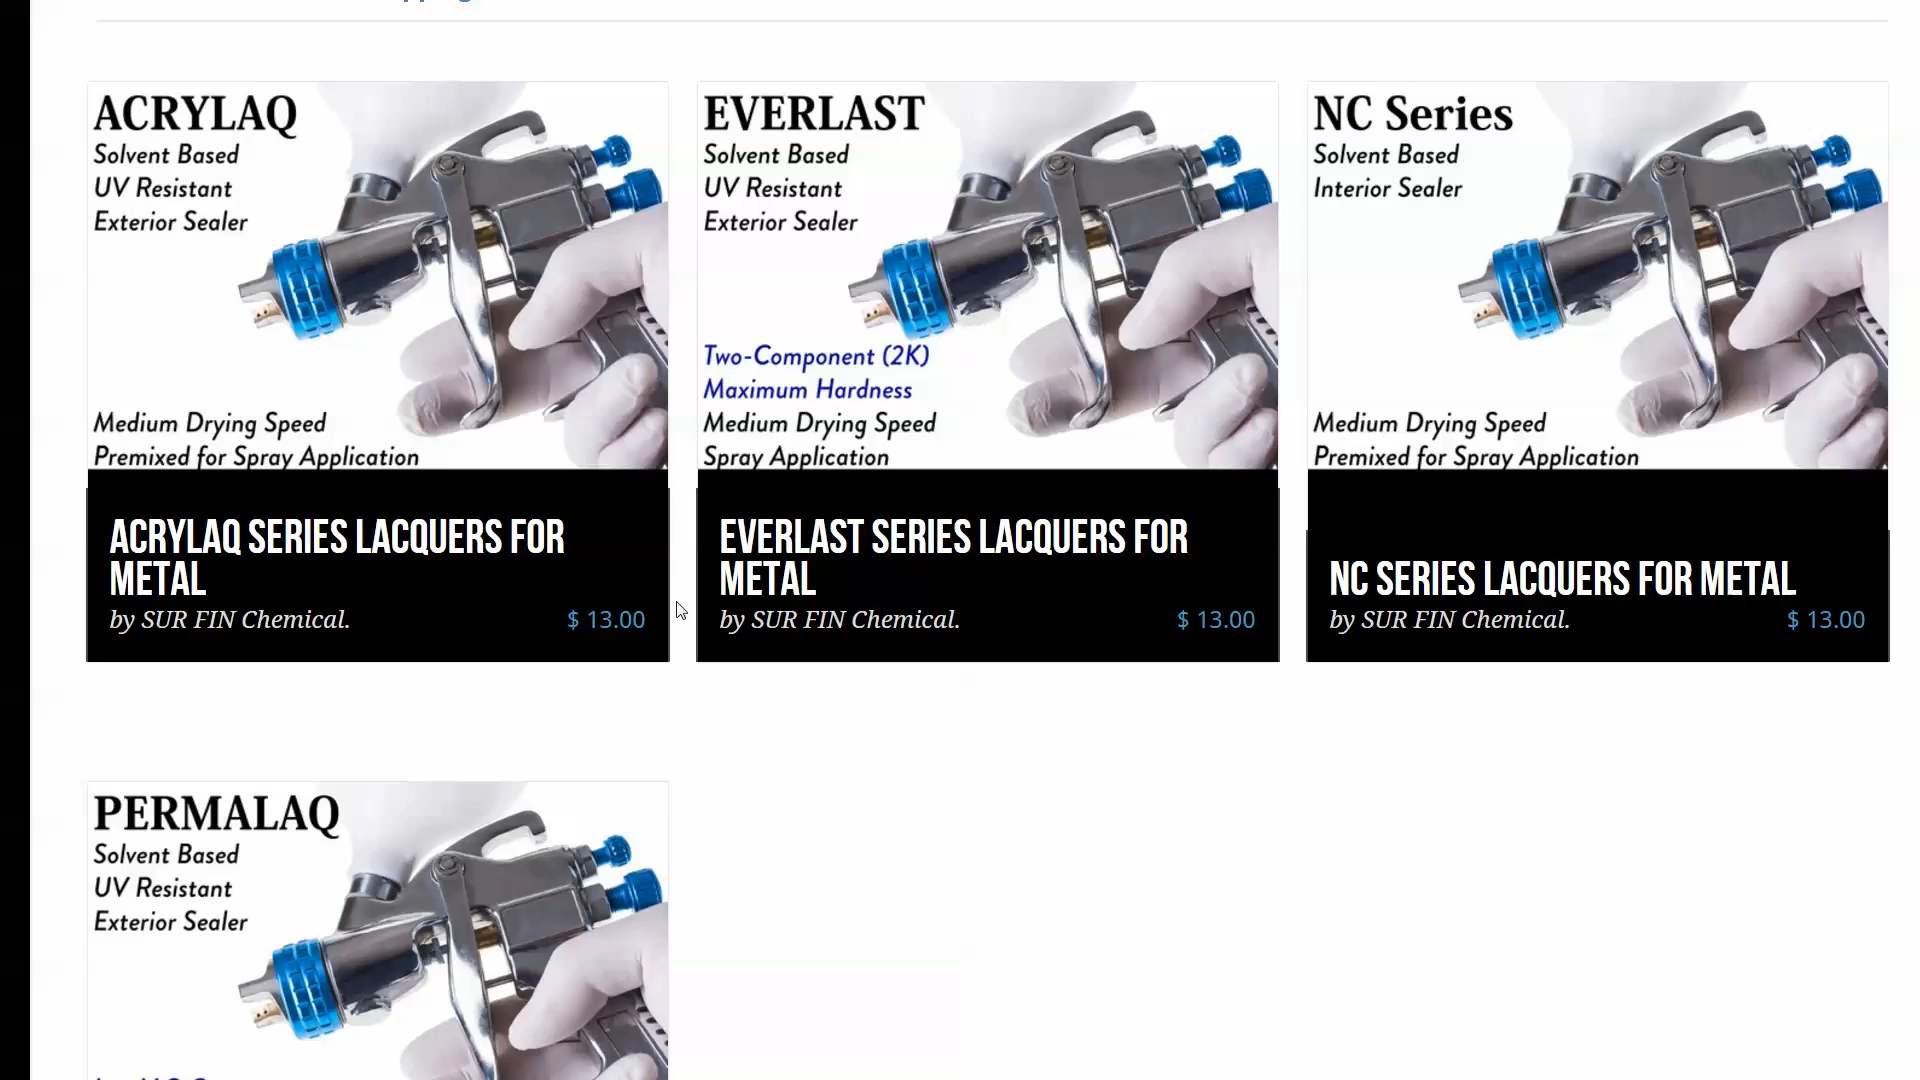 ACRYLAQ
Solvent Based
UV Resistant
Exterior Sealer
Medium Drying Speed
Premixed for Spray Application
ACRYLAQ SERIES LACQUERS FOR
METAL
by SUR FIN Chemical.
$ 13.00
EVERLAST
Solvent Based
UV Resistant
Exterior Sealer
Two-Component (2K)
Maximum Hardness
Medium Drying Speed
Spray Application
EVERLAST SERIES LACQUERS FOR
METAL
by SUR FIN Chemical.
$ 13.00
NC Series
Solvent Based
Interior Sealer
Medium Drying Speed
Premixed for Spray Application
NC SERIES LACQUERS FOR METAL
by SUR FIN Chemical.
$ 13.00
PERMALAQ
Solvent Based
UV Resistant
Exterior Sealer